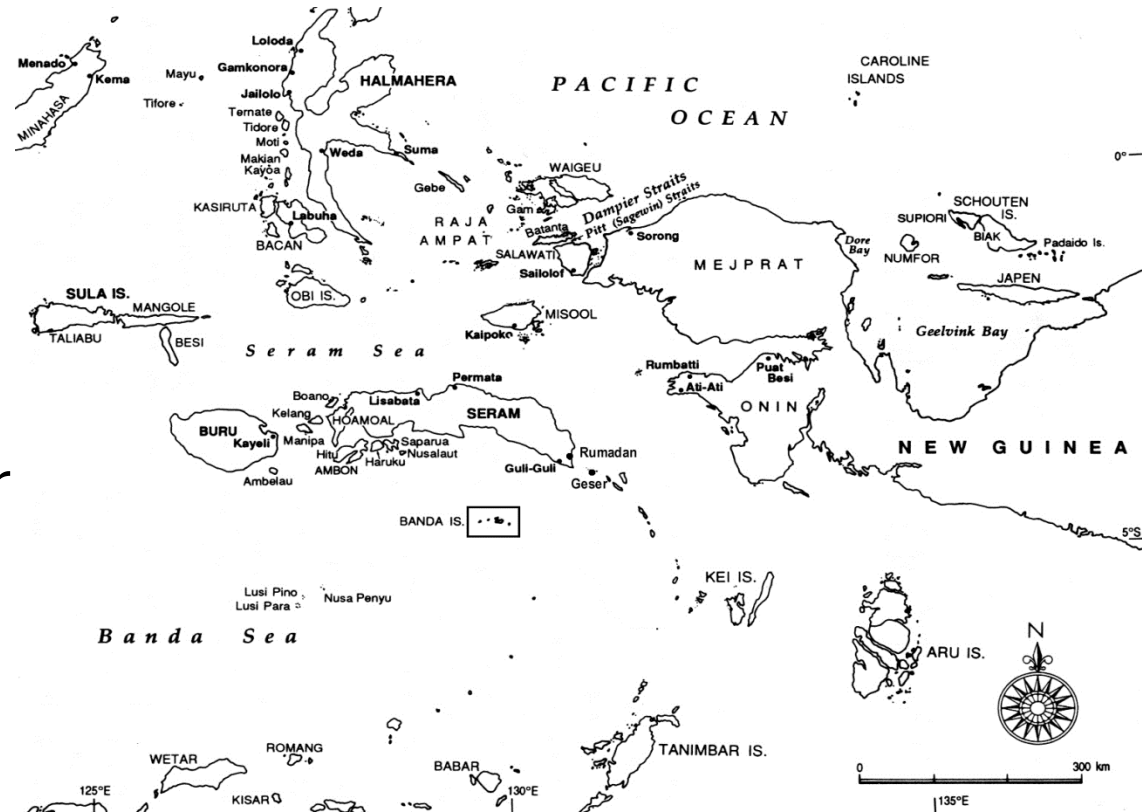 Loloda
Menado
Kema
Mayu
Gamkonora
HALMAHERA
Jailolo
Tifore
MINAHASA
Ternate
Tidore
Moti
Makian
Kayoa
Weda
Suma
Gebe
KASIRUTA
Labuha
BACAN
PACIFIC
OCEAN
CAROLINE
ISLANDS
0°
WAIGEU
Gam
Dampier Straits
Pitt (Sagewin) Straits
Batanta
RAJA
AMPAT
SALAWATI
Sailolof
Sorong
MEJPRAT
Dore
Bay
SUPIORI
SCHOUTEN
IS.
BIAK
Padaido Is.
NUMFOR
JAPEN
Geelvink Bay
OBI IS.
SULA IS.
MANGOLE
TALIABU
BESI
MISOOL
Kaipoko
Seram Sea
Rumbatti
Ati-Ati
Puat
Besi
ONIN
NEW GUINEA
Permata
Boano
Lisabata
Kelang
HOAMOAL
SERAM
BURU
Kayeli
Manipa
Hitu
AMBON
Saparua
Nusalaut
Haruku
Rumadan
Guli-Guli
Geser
Ambelau
BANDA IS.
5°S
KEI IS.
Lusi Pino
Lusi Para
Nusa Penyu
Banda Sea
ARU IS.
N
TANIMBAR IS.
ROMANG
WETAR
BABAR
KISAR
0
300 km
125°E
130°E
135°E